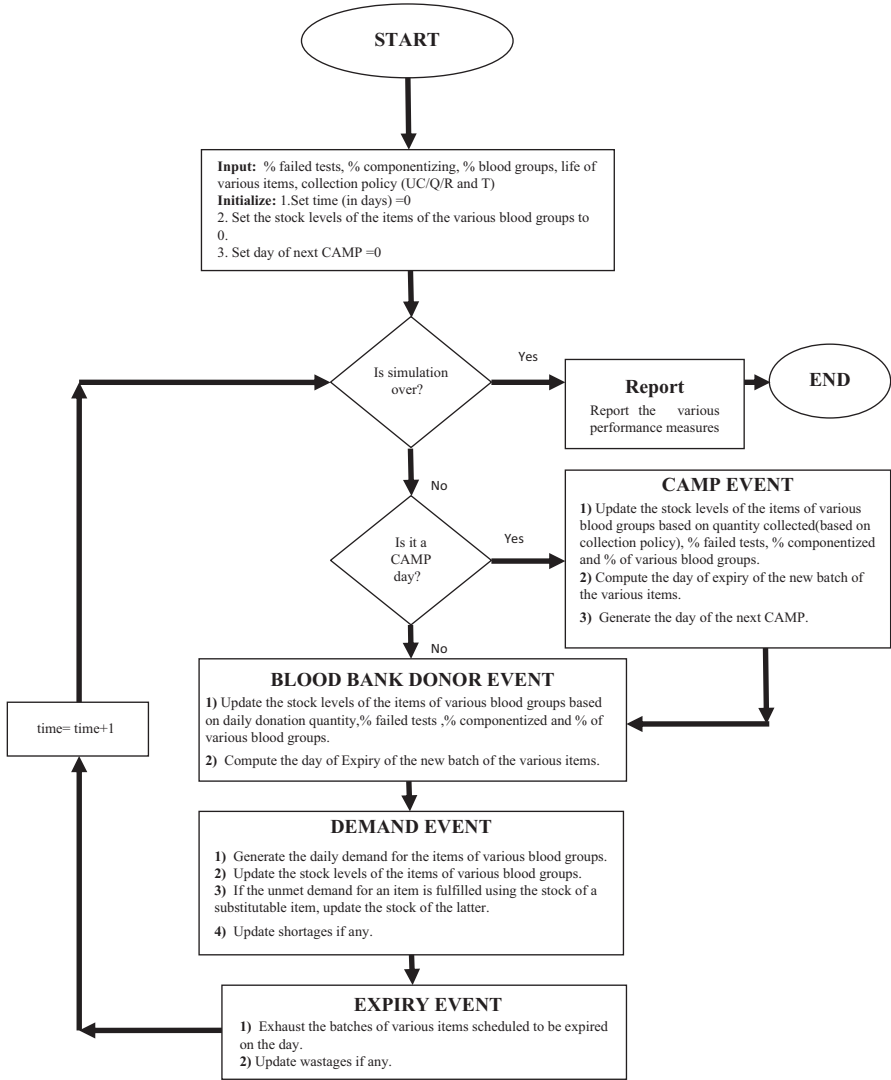 START
Input: % failed tests, % componentizing, % blood groups, life of
various items, collection policy (UC/Q/R and T)
Initialize: 1.Set time (in days) =0
2. Set the stock levels of the items of the various blood groups to
0.
3. Set day of next CAMP =0
Is simulation
over?
Yes
Report
Report the various
performance measures
END
No
Is it a
CAMP
day?
Yes
CAMP EVENT
1) Update the stock levels of the items of various
blood groups based on quantity collected(based on
collection policy), % failed tests, % componentized
and % of various blood groups.
2) Compute the day of expiry of the new batch of
the various items.
3) Generate the day of the next CAMP.
No
BLOOD BANK DONOR EVENT
1) Update the stock levels of the items of various blood groups based
on daily donation quantity,% failed tests ,% componentized and % of
various blood groups.
2) Compute the day of Expiry of the new batch of the various items.
time= time+1
DEMAND EVENT
1) Generate the daily demand for the items of various blood groups.
2) Update the stock levels of the items of various blood groups.
3) If the unmet demand for an item is fulfilled using the stock of a
substitutable item, update the stock of the latter.
4) Update shortages if any.
EXPIRY EVENT
1) Exhaust the batches of various items scheduled to be expired
on the day.
2) Update wastages if any.